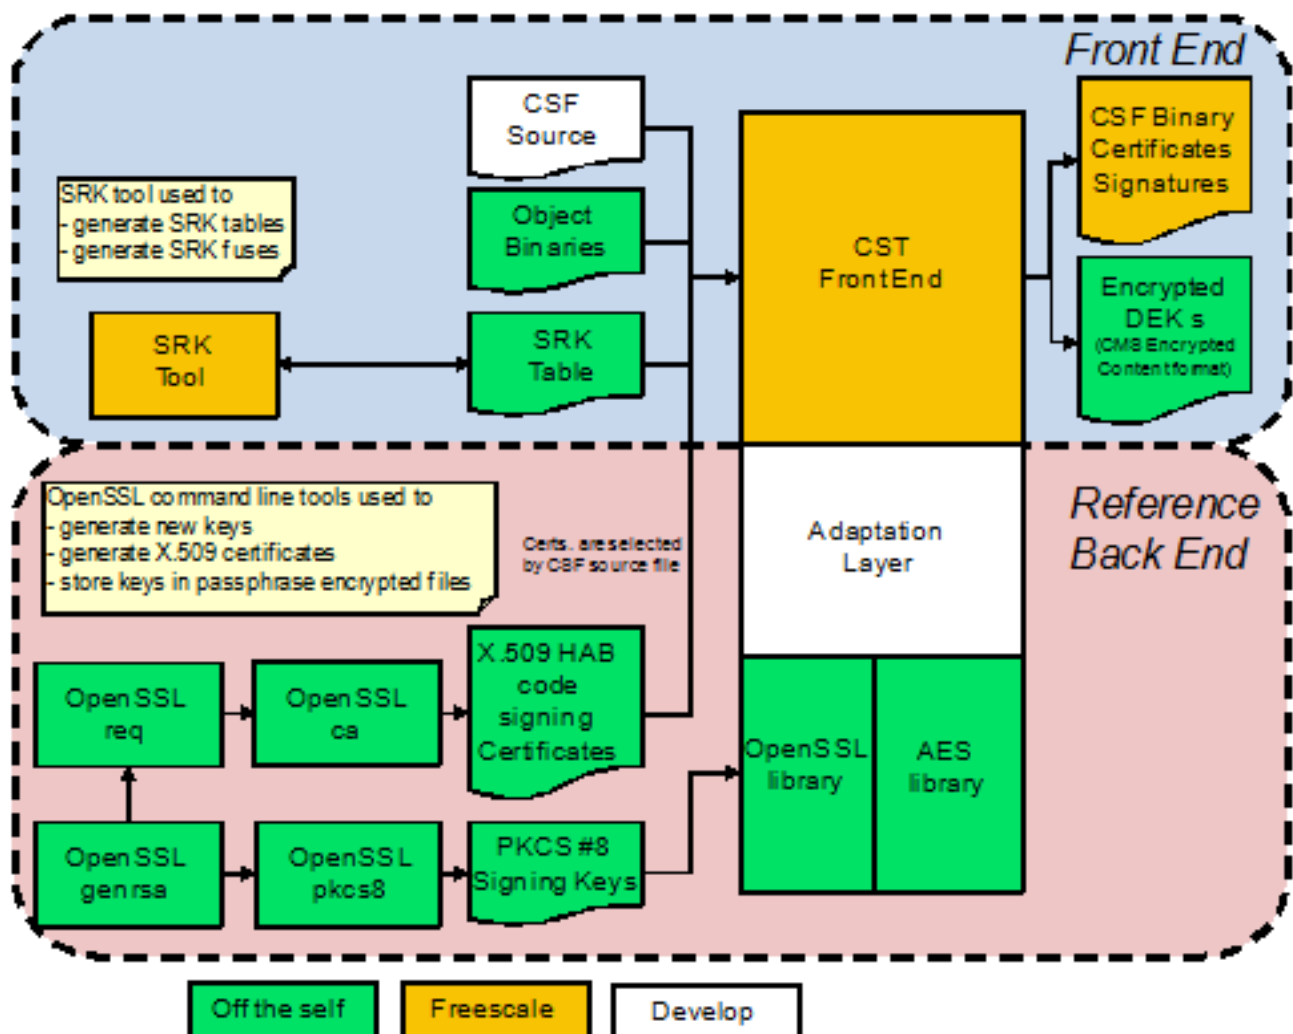 Front End
CSF
Source
CSF Binary
Certificates
Signatures
SRK tool used to
- generate SRK tables
- generate SRK fuses
Object
Binaries
CST
FrontEnd
Encrypted
DEKs
(CMS Encrypted
Content format)
SRK
Tool
SRK
Table
OpenSSL command line tools used to
- generate new keys
- generate X.509 certificates
- store keys in passphrase encrypted files
Certs. are selected
by CSF source file
Adaptation
Layer
Reference
Back End
OpenSSL
req
OpenSSL
ca
X.509 HAB
code
signing
Certificates
OpenSSL
library
AES
library
OpenSSL
genrsa
OpenSSL
pkcs8
PKCS #8
Signing Keys
Off the self
Freescale
Develop